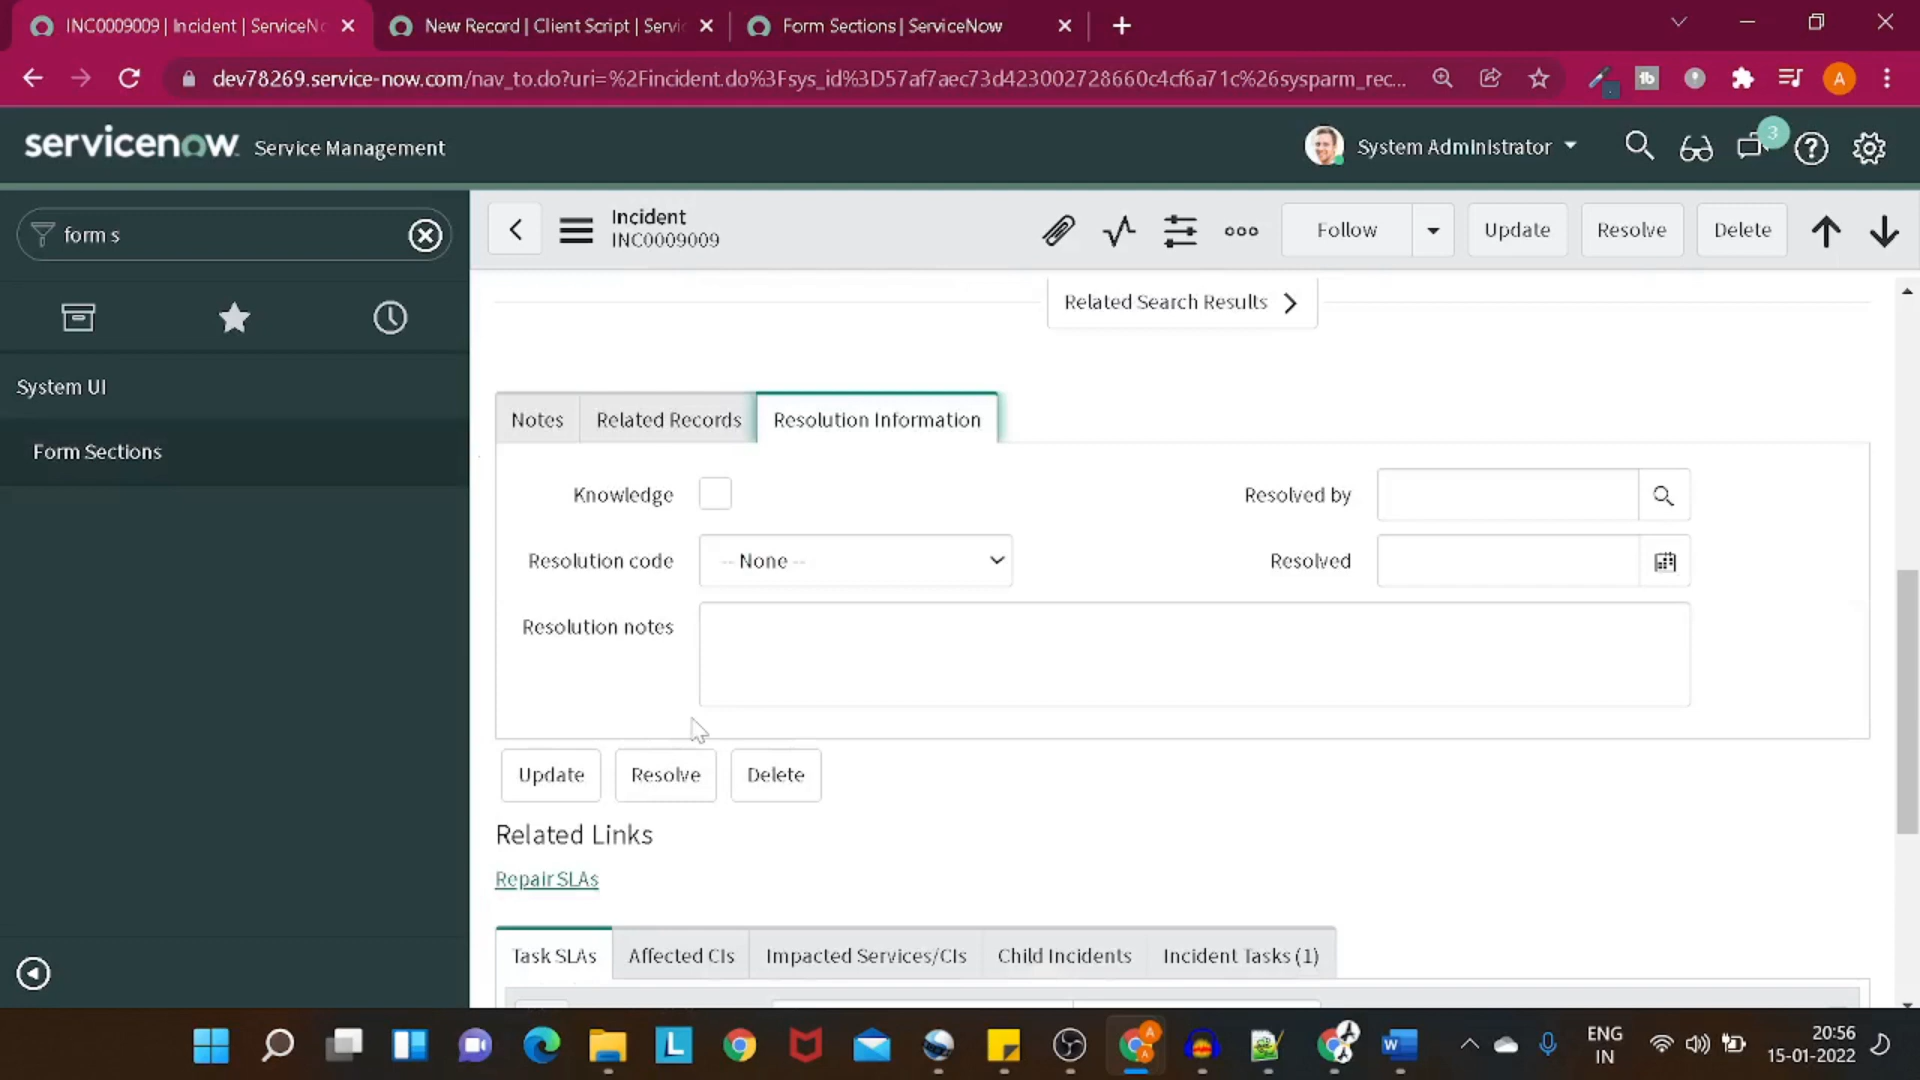 INC0009009 | Incident | ServiceN
New Record | Client Script | Servic
Form Sections | ServiceNow
dev78269.service-now.com/nav_to.do?uri=%2Fincident.do%3Fsys_id%3D57af7aec73d423002728660c4cf6a71c%26sysparm_rec...
tb
A
servicenow Service Management
System Administrator
3
form s
Incident
INC0009009
Follow
Update
Resolve
Delete
Related Search Results
System UI
Form Sections
Notes
Related Records
Resolution Information
Knowledge
Resolved by
Resolution code
-- None --
Resolved
Resolution notes
Update
Resolve
Delete
Related Links
Repair SLAs
Task SLAs
Affected CIs
Impacted Services/CIs
Child Incidents
Incident Tasks (1)
ENG
IN
20:56
15-01-2022